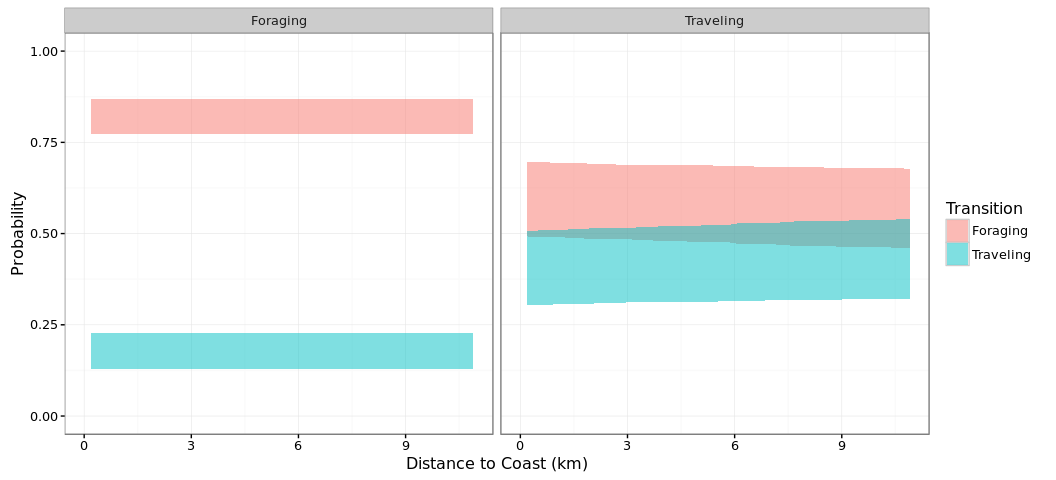 Foraging
Traveling
1.00
0.75
0.50
0.25
0.00
Probability
0 3 6 9
0 3 6 9
Distance to Coast (km)
Transition
Foraging
Traveling